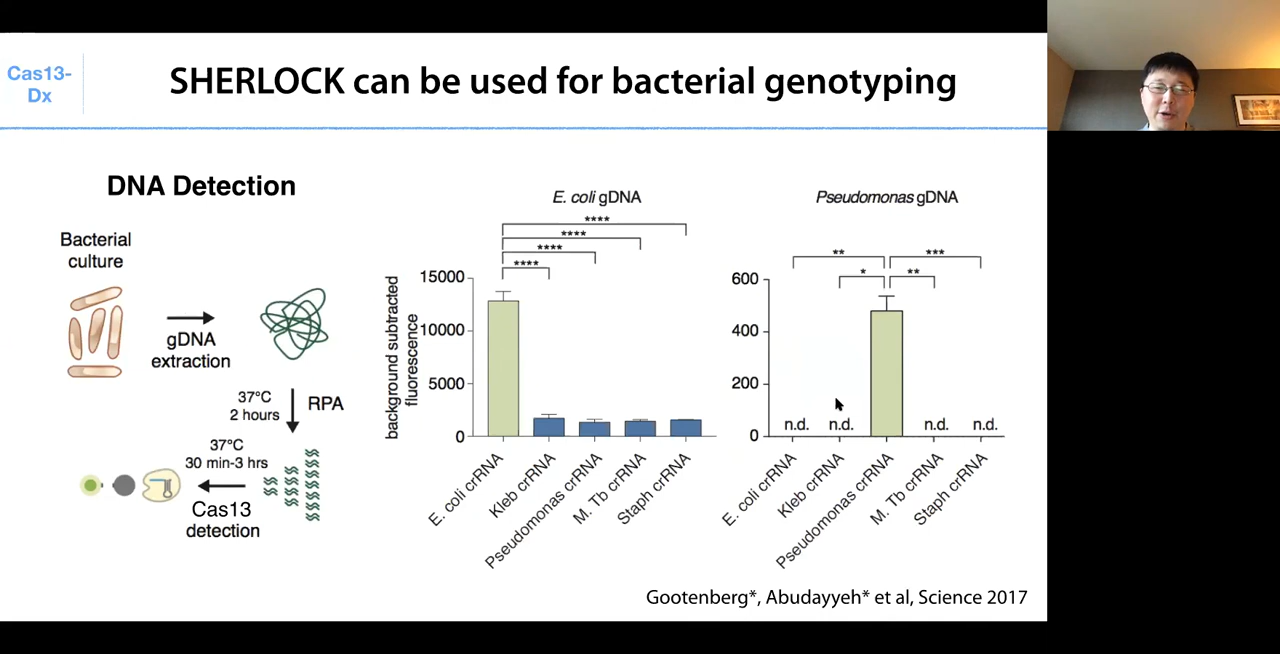 Cas13-
Dx
SHERLOCK can be used for bacterial genotyping
DNA Detection
Bacterial
culture
gDNA
extraction
37°C
2 hours
RPA
37°C
30 min-3 hrs
Cas13
detection
E. coli gDNA
****
****
****
****
background subtracted
fluorescence
15000
10000
5000
0
E. coli crRNA
Kleb crRNA
Pseudomonas crRNA
M. Tb crRNA
Staph crRNA
Pseudomonas gDNA
**
***
*
**
600
400
200
0
n.d.
n.d.
n.d.
n.d.
E. coli crRNA
Kleb crRNA
Pseudomonas crRNA
M. Tb crRNA
Staph crRNA
Gootenberg*, Abudayyeh* et al, Science 2017